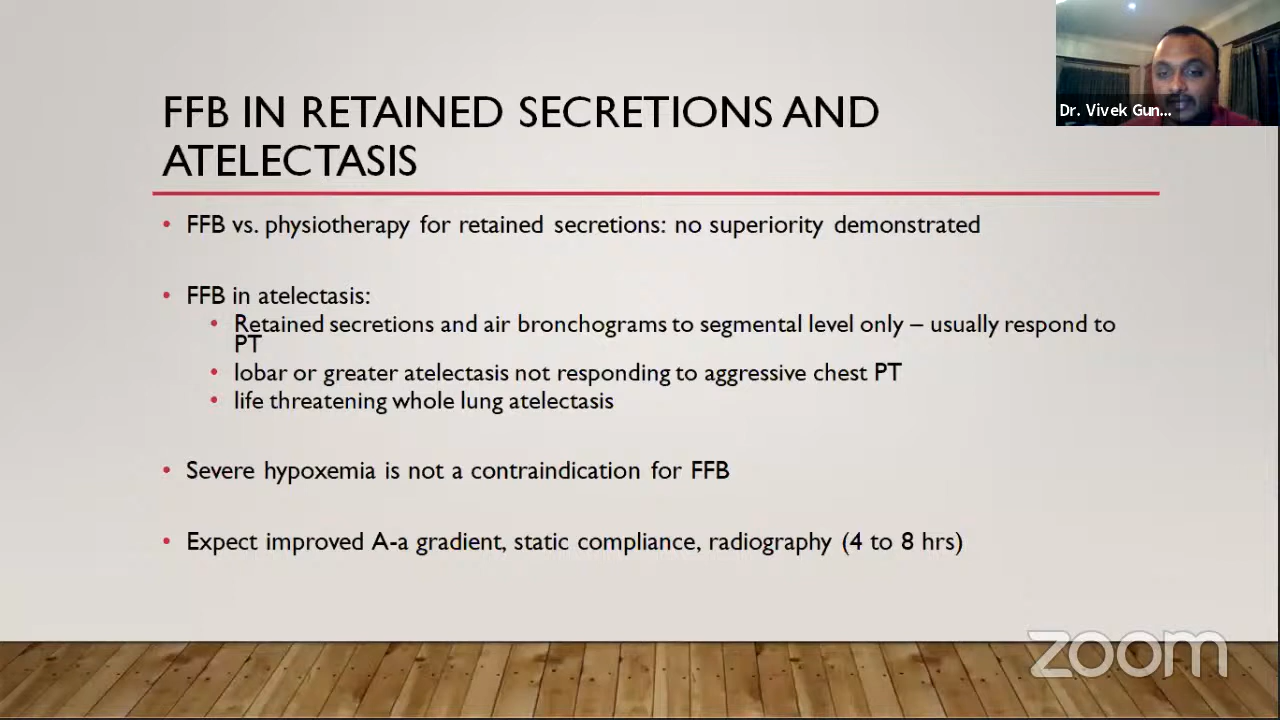 Dr. Vivek Gun...
FFB IN RETAINED SECRETIONS AND
ATELECTASIS
• FFB vs. physiotherapy for retained secretions: no superiority demonstrated
• FFB in atelectasis:
• Retained secretions and air bronchograms to segmental level only – usually respond to
PT
• lobar or greater atelectasis not responding to aggressive chest PT
• life threatening whole lung atelectasis
• Severe hypoxemia is not a contraindication for FFB
• Expect improved A-a gradient, static compliance, radiography (4 to 8 hrs)
zoom